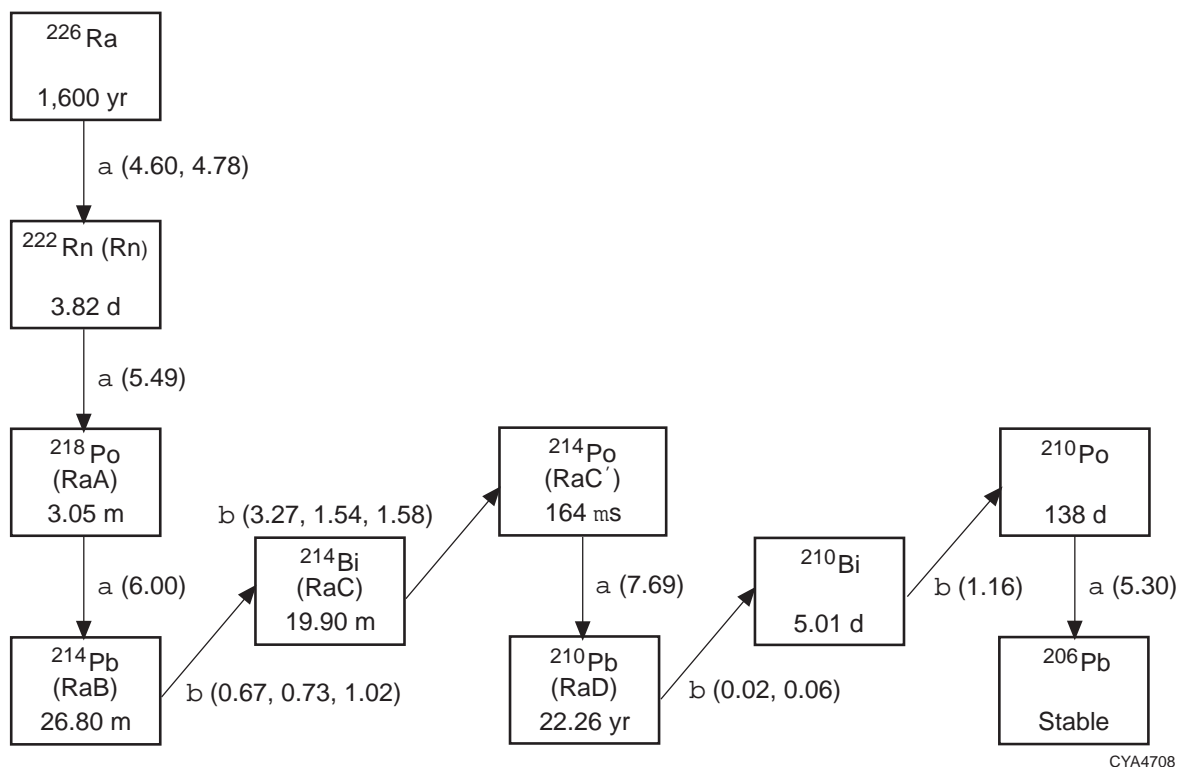 ²²⁶Ra
1,600 yr
a (4.60, 4.78)
²²²Rn (Rn)
3.82 d
a (5.49)
²¹⁸Po
(RaA)
3.05 m
a (6.00)
²¹⁴Pb
(RaB)
26.80 m
b (0.67, 0.73, 1.02)
²¹⁴Bi
(RaC)
19.90 m
b (3.27, 1.54, 1.58)
²¹⁴Po
(RaC′)
164 ms
a (7.69)
²¹⁰Pb
(RaD)
22.26 yr
b (0.02, 0.06)
²¹⁰Bi
5.01 d
b (1.16)
²¹⁰Po
138 d
a (5.30)
²⁰⁶Pb
Stable
CYA4708